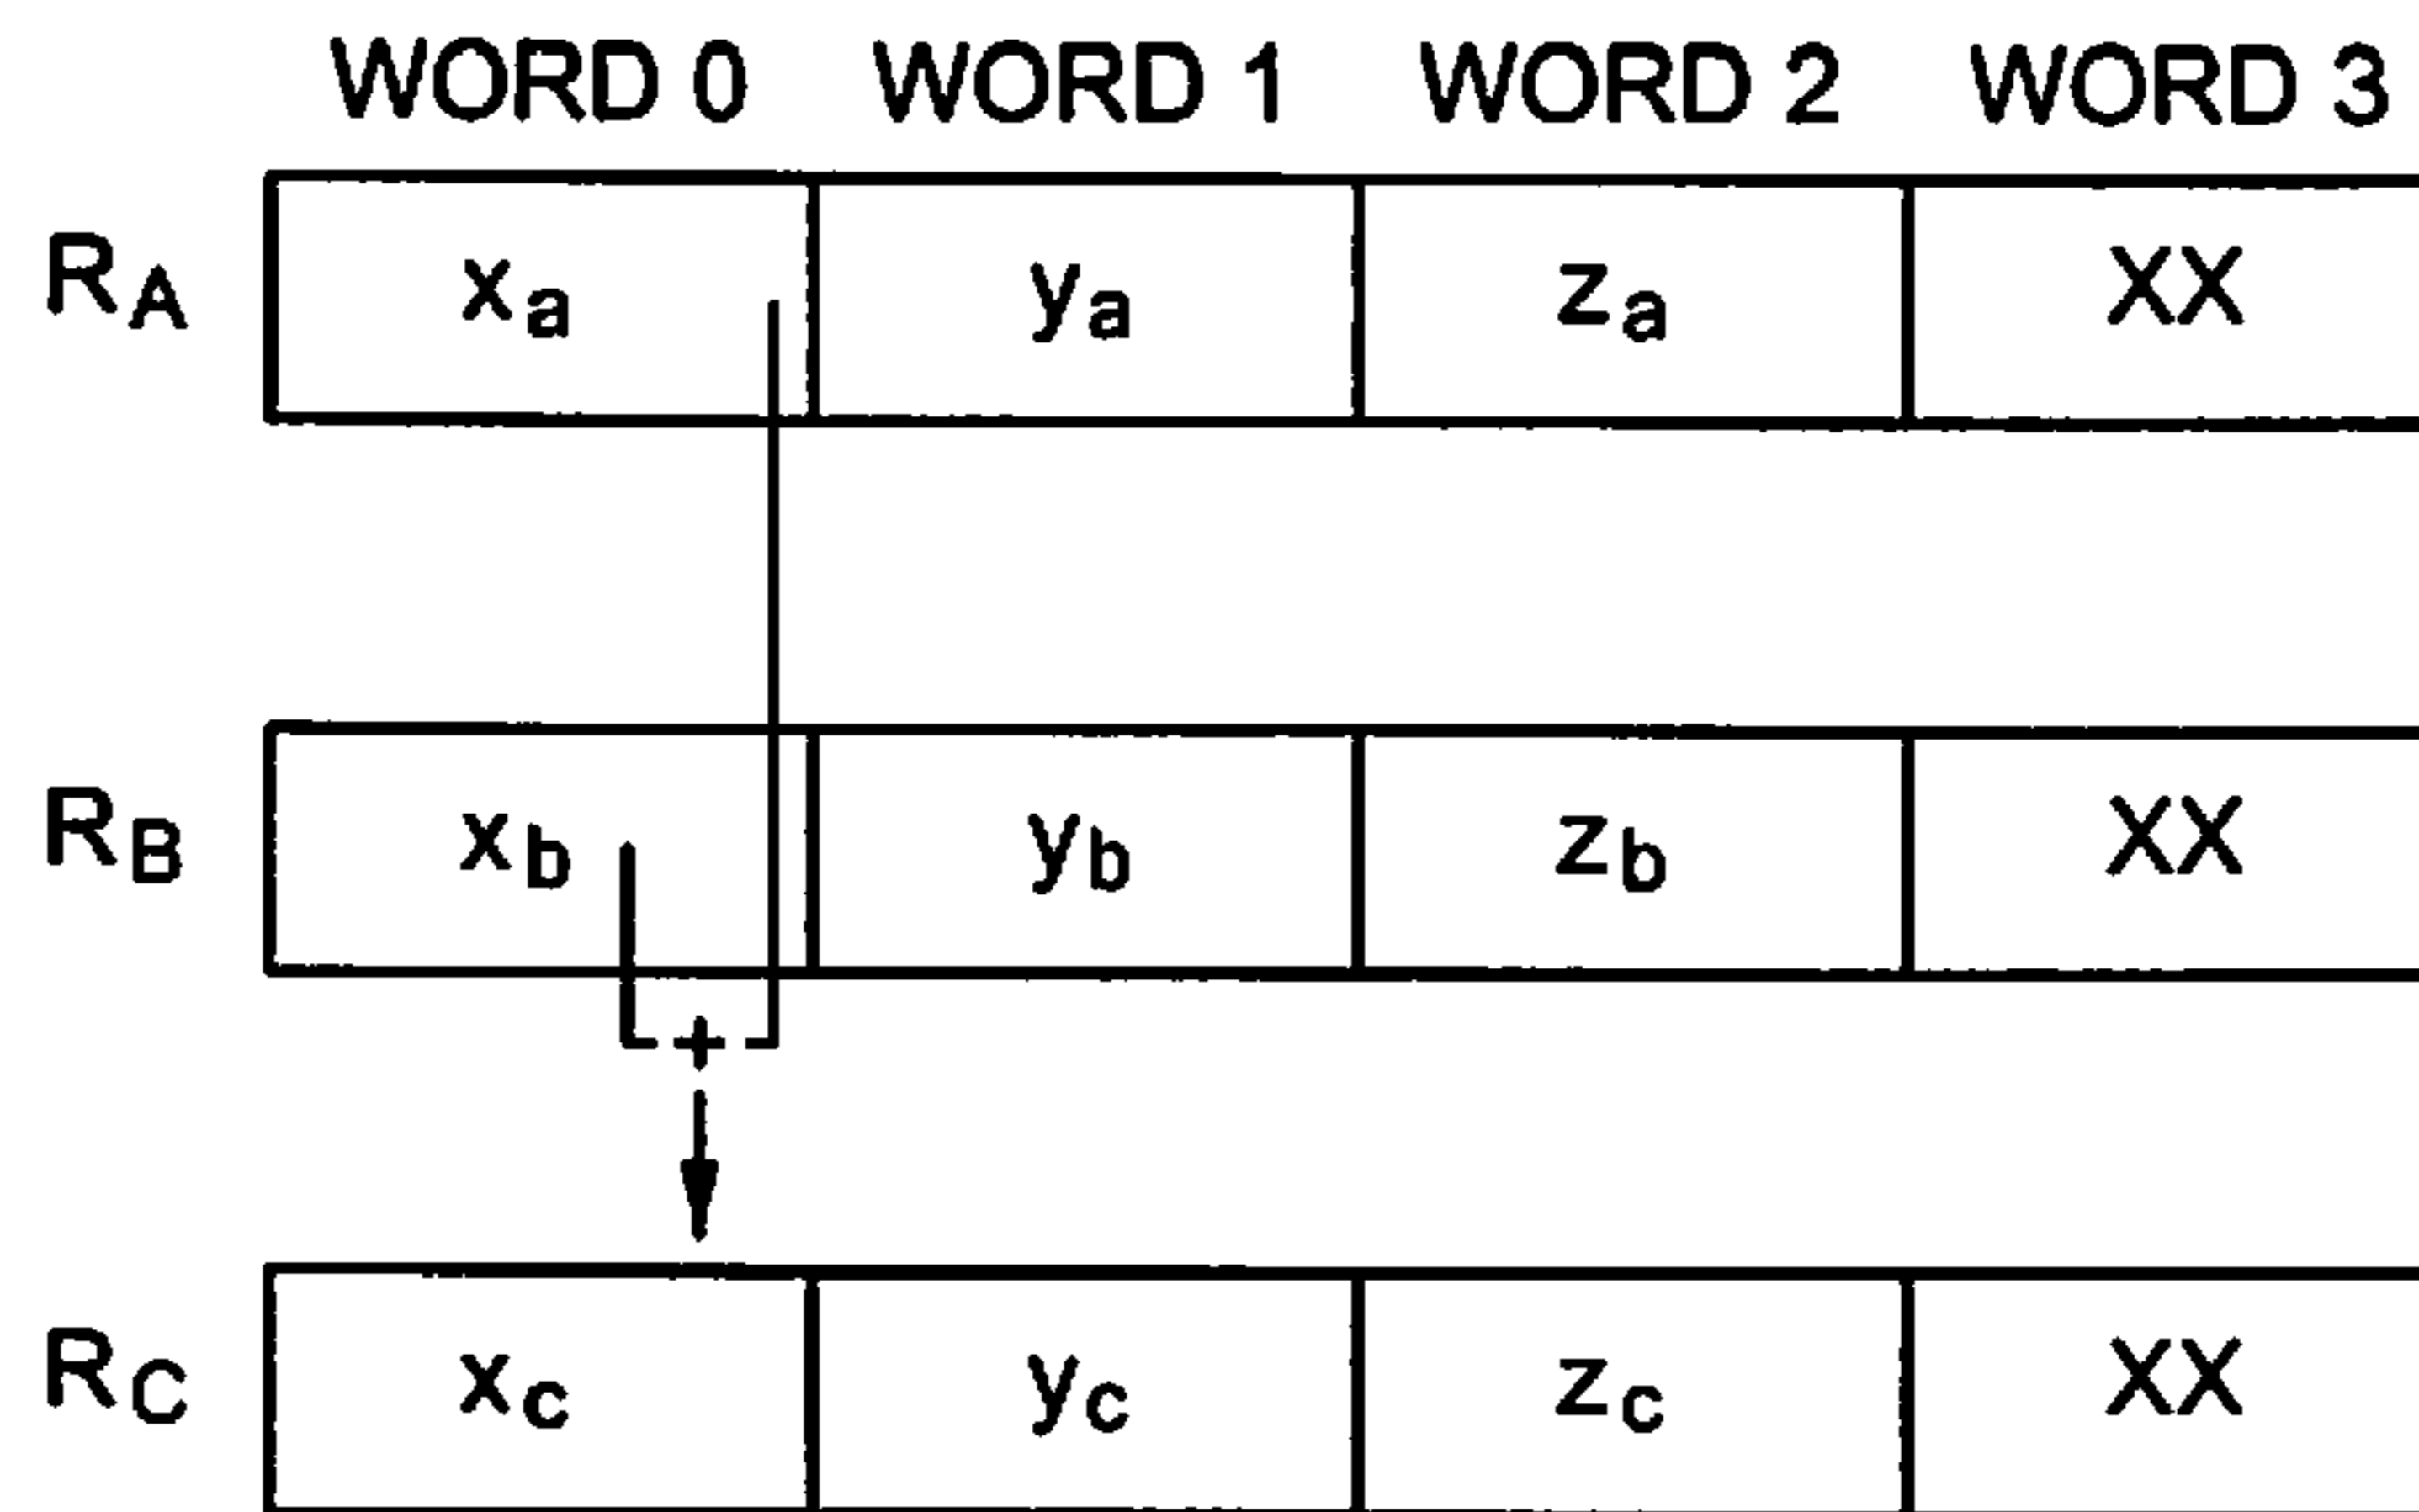 WORD 0 WORD 1 WORD 2 WORD 3
RA xa ya za XX
RB xb yb zb XX
+
RC xc yc zc XX